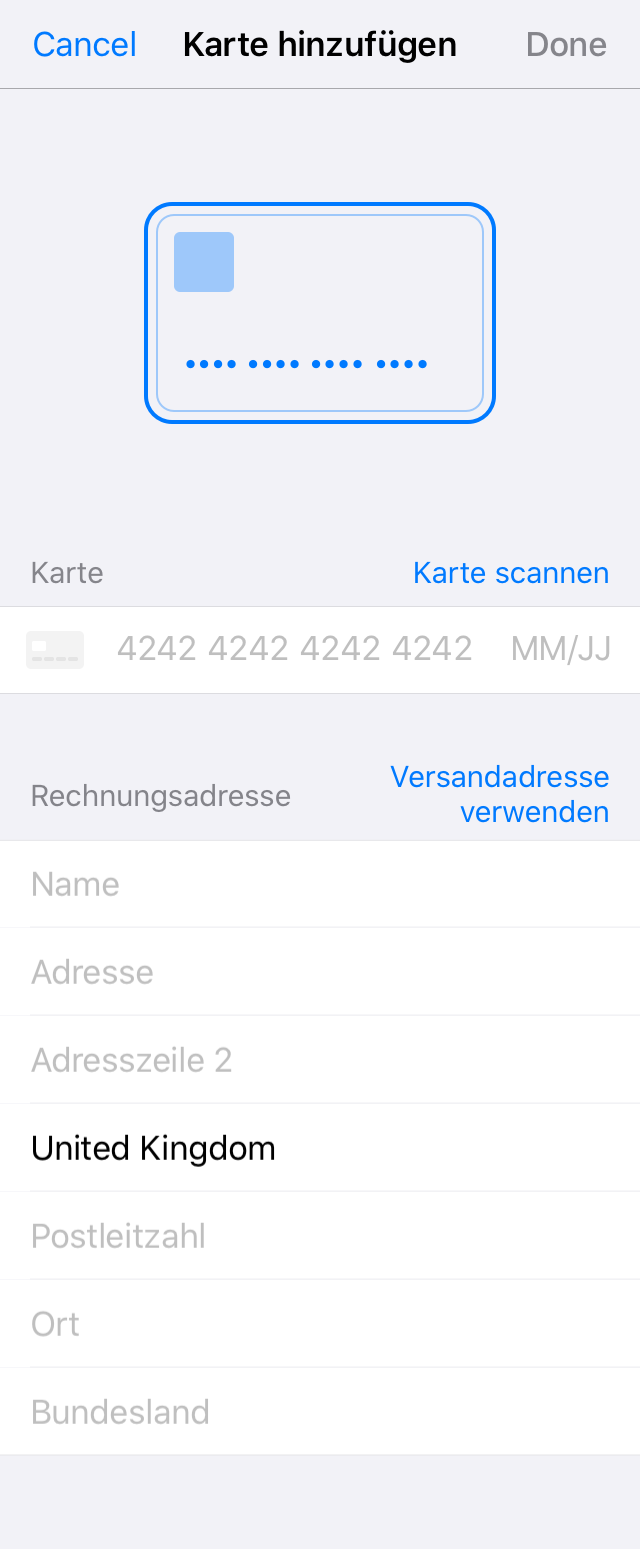 Cancel Karte hinzufügen Done
Karte Karte scannen
4242 4242 4242 4242 MM/JJ
Rechnungsadresse Versandadresse
verwenden
Name
Adresse
Adresszeile 2
United Kingdom
Postleitzahl
Ort
Bundesland